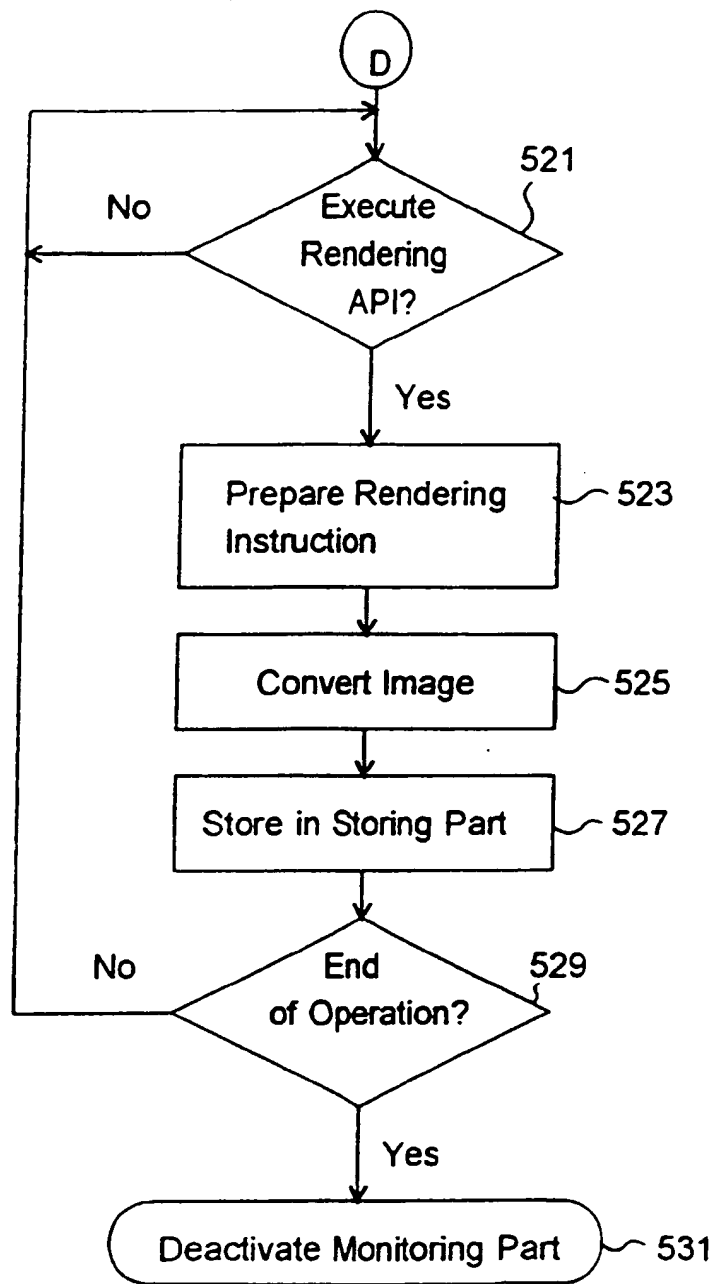 D
521
No
Execute
Rendering
API?
Yes
Prepare Rendering
Instruction
523
Convert Image
525
Store in Storing Part
527
No
End
of Operation?
529
Yes
Deactivate Monitoring Part
531